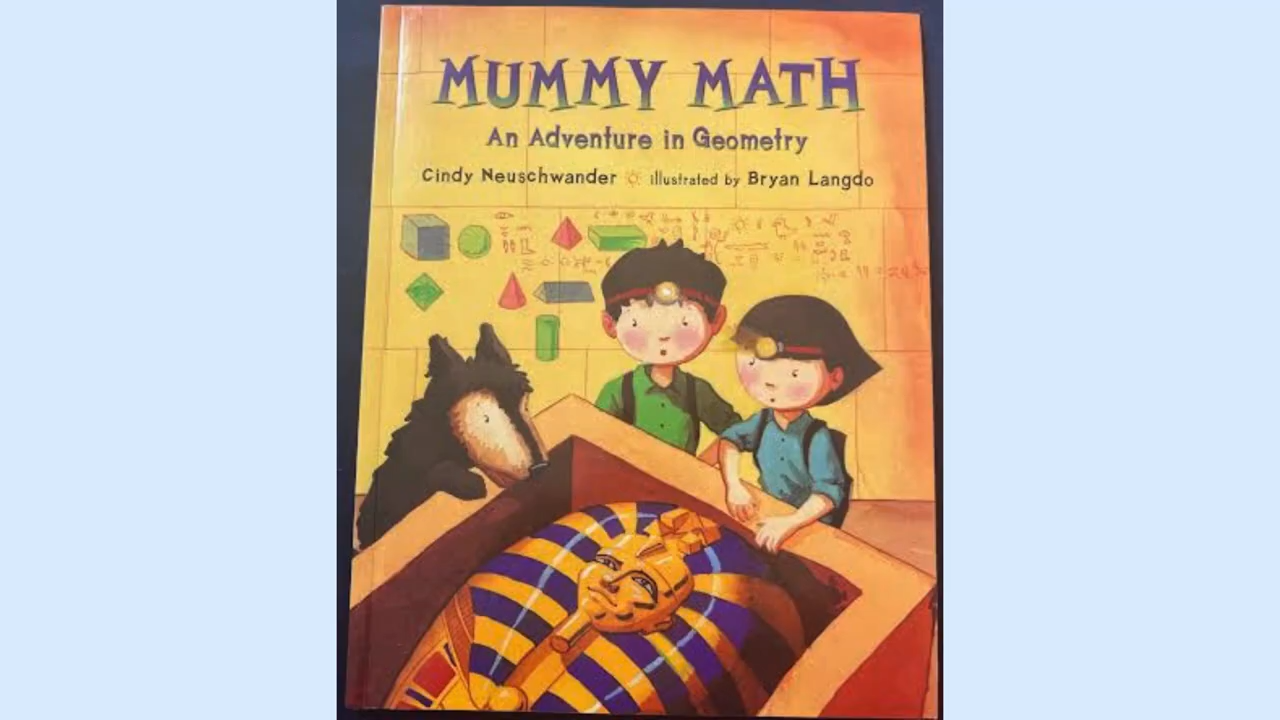 MUMMY MATH
An Adventure in Geometry
Cindy Neuschwander illustrated by Bryan Langdo